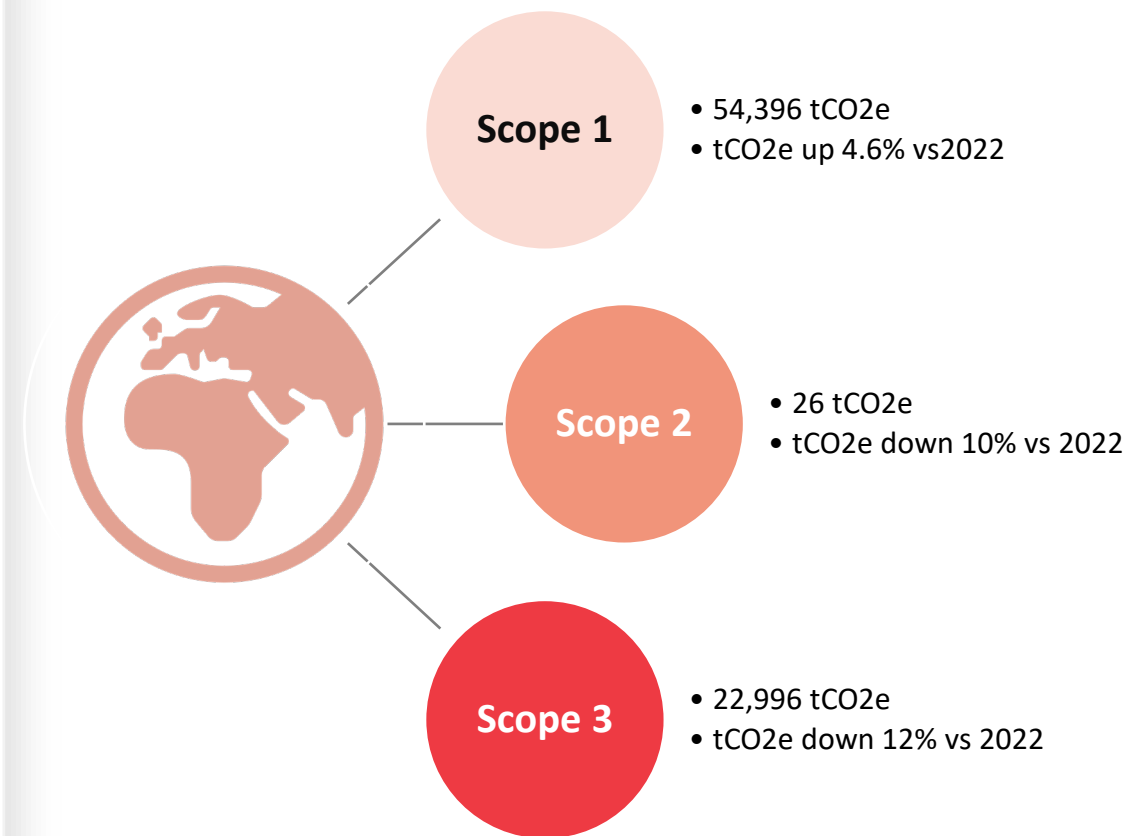 Scope 1
• 54,396 tCO2e
• tCO2e up 4.6% vs2022
Scope 2
• 26 tCO2e
• tCO2e down 10% vs 2022
Scope 3
• 22,996 tCO2e
• tCO2e down 12% vs 2022